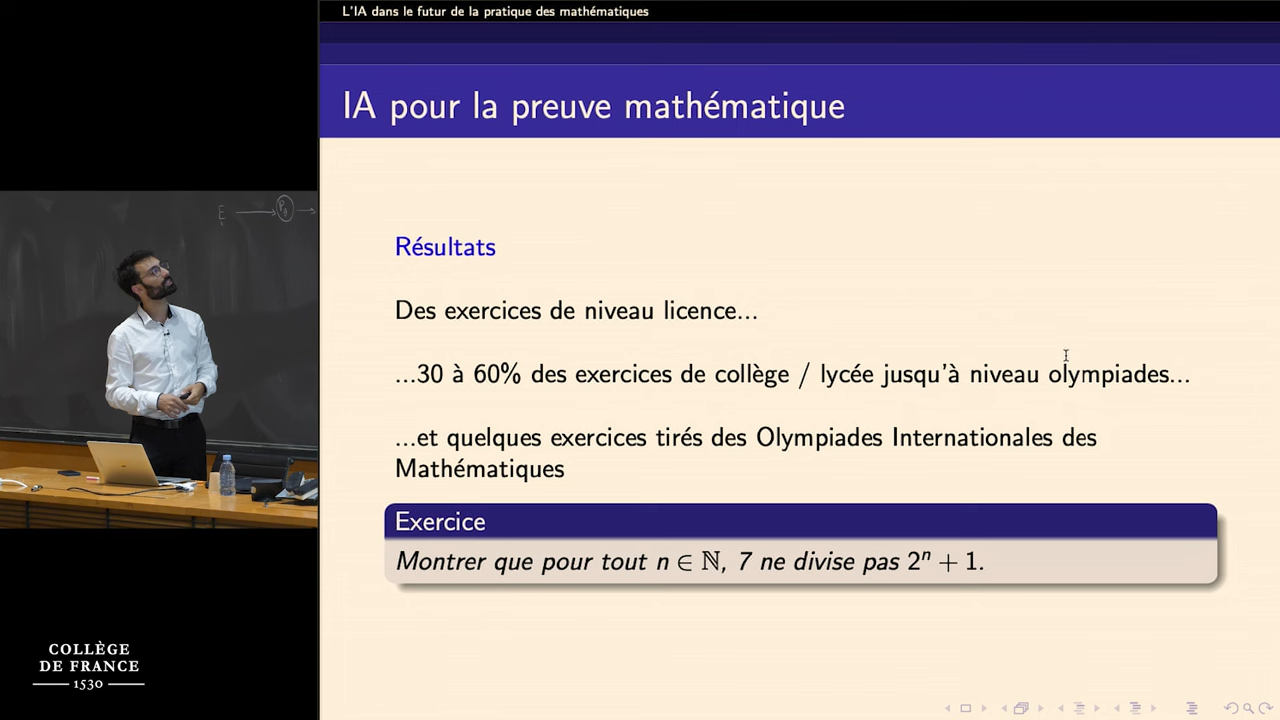 L'IA dans le futur de la pratique des mathématiques
IA pour la preuve mathématique
Résultats
Des exercices de niveau licence...
...30 à 60% des exercices de collège / lycée jusqu'à niveau olympiades...
...et quelques exercices tirés des Olympiades Internationales des
Mathématiques
Exercice
Montrer que pour tout n ∈ ℕ, 7 ne divise pas 2ⁿ + 1.
E
COLLÈGE
DE FRANCE
1530